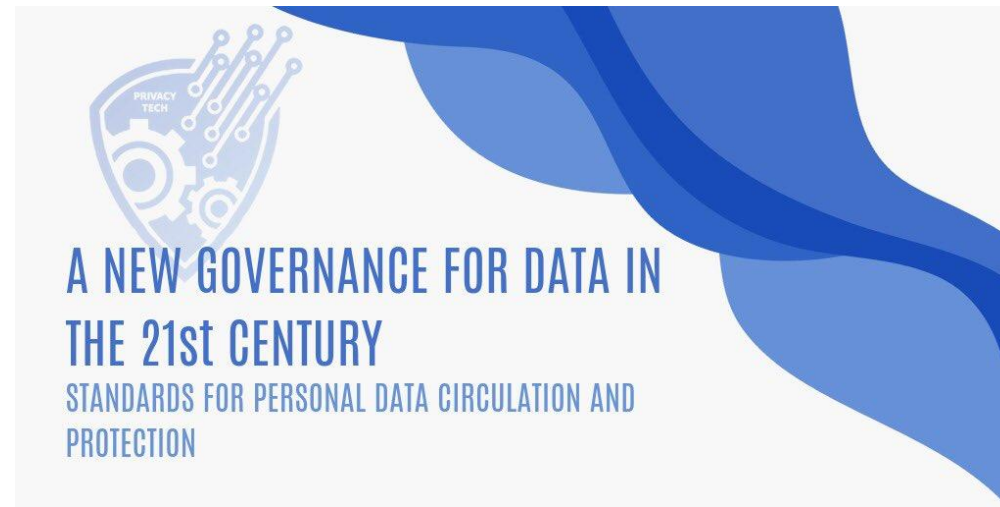 PRIVACY
TECH
A NEW GOVERNANCE FOR DATA IN
THE 21st CENTURY
STANDARDS FOR PERSONAL DATA CIRCULATION AND
PROTECTION